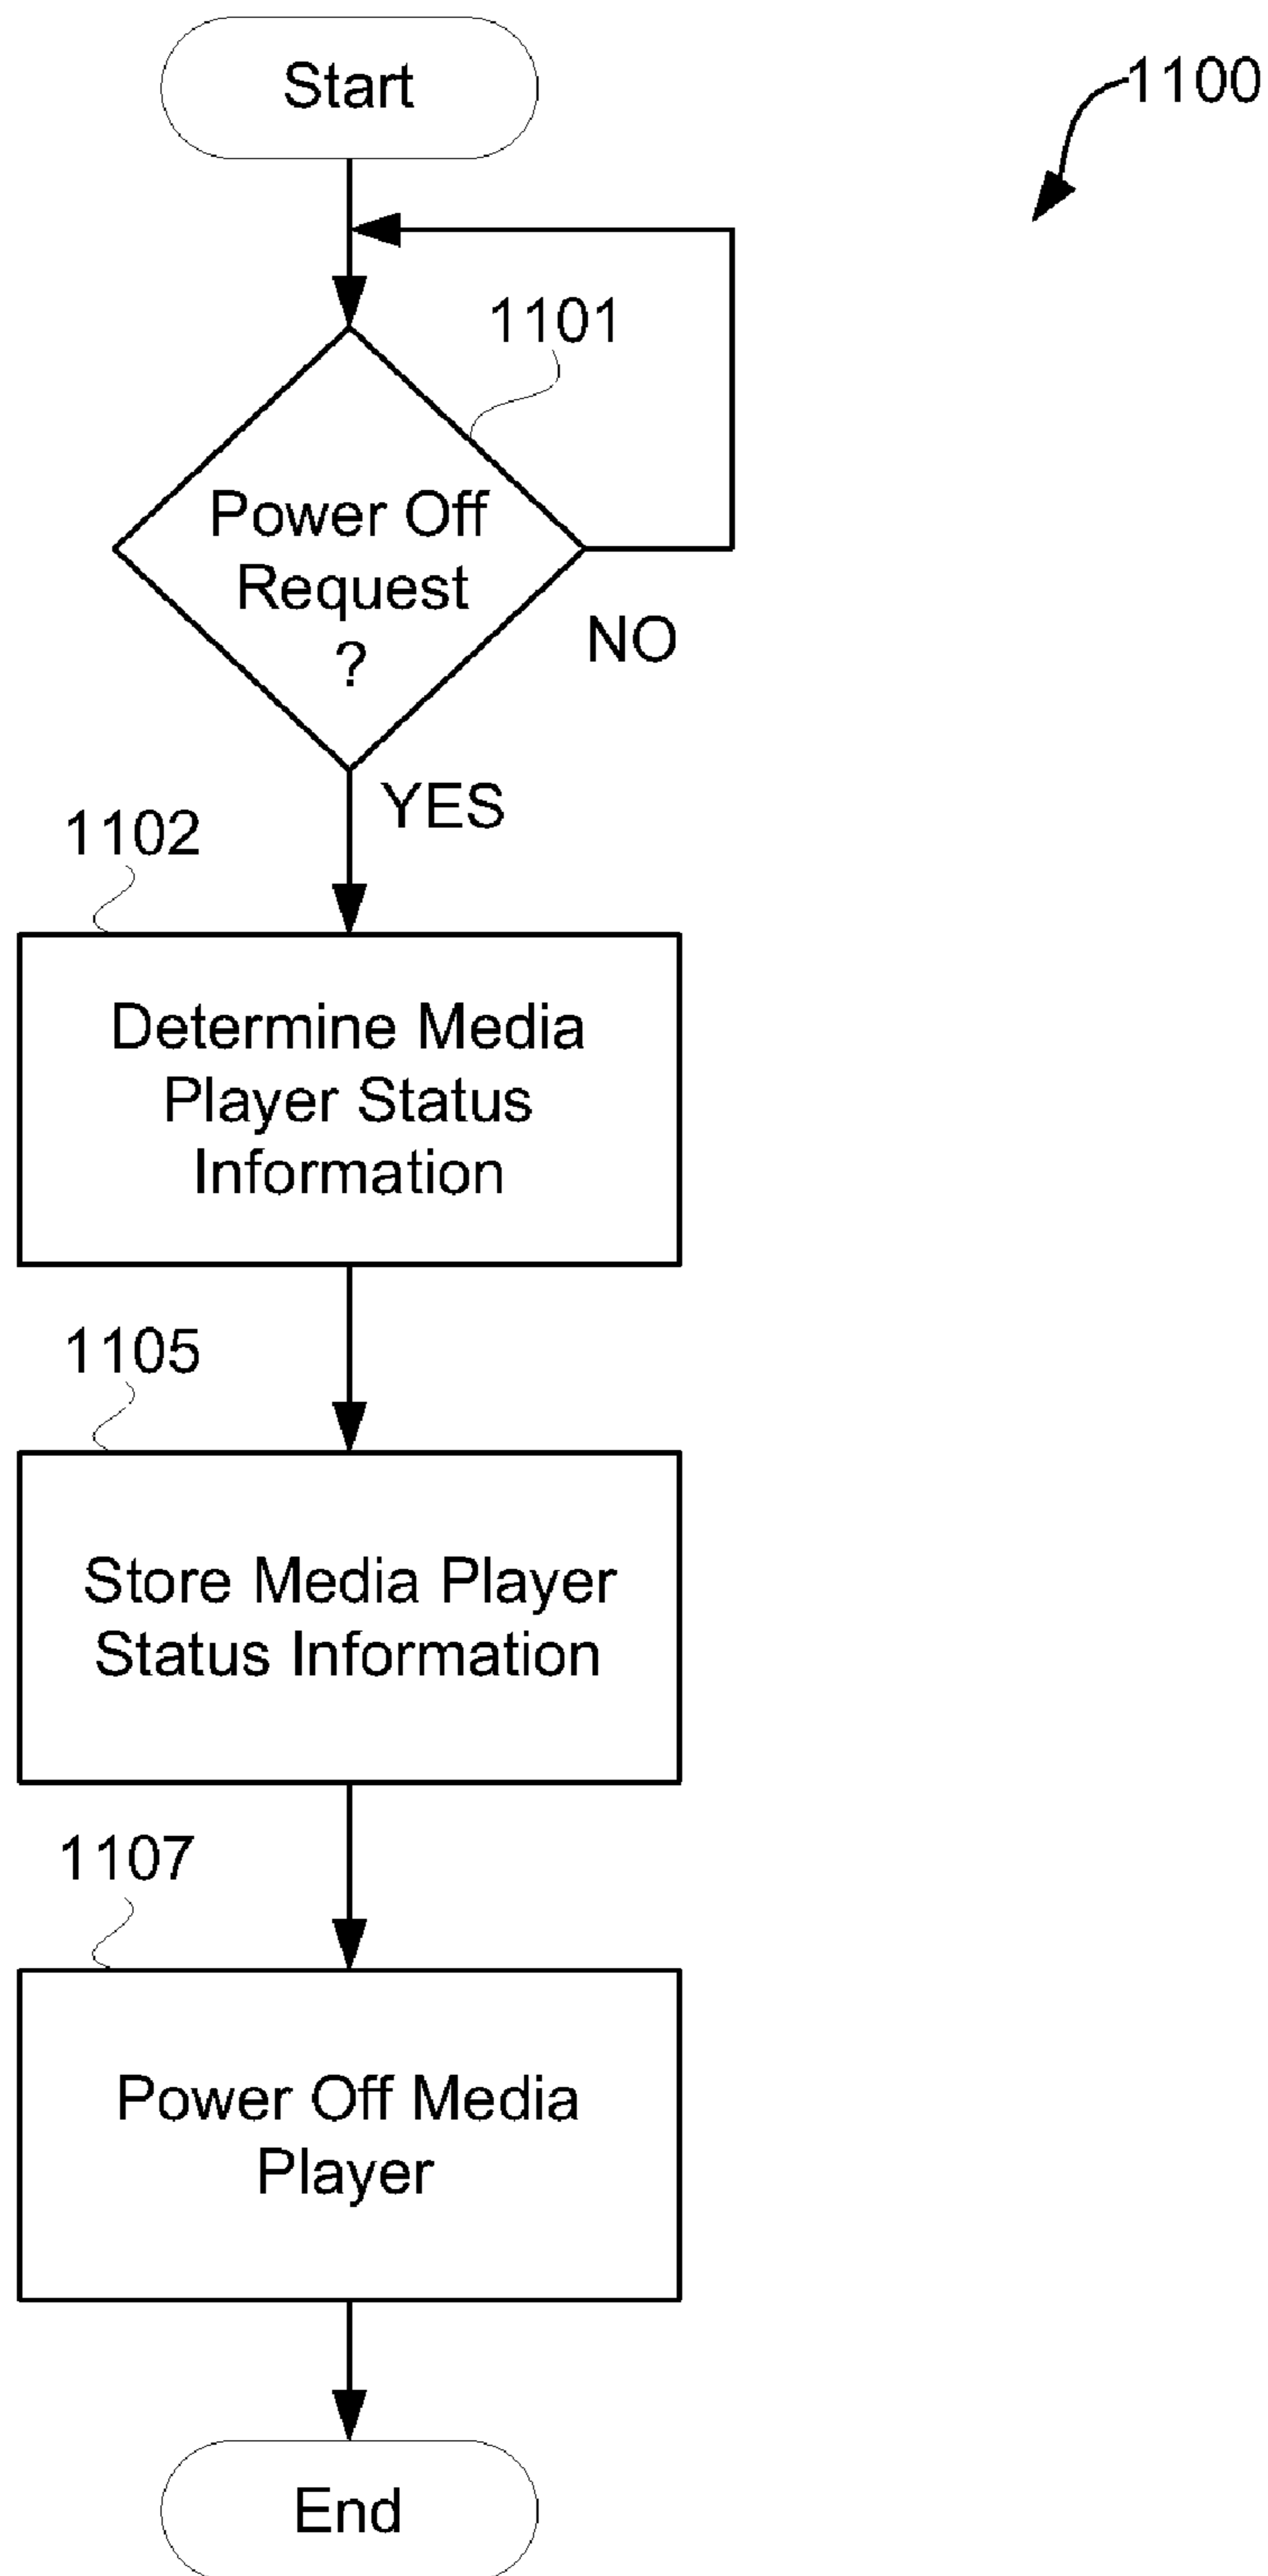 Start
1100
1101
Power Off
Request
?
NO
YES
1102
Determine Media
Player Status
Information
1105
Store Media Player
Status Information
1107
Power Off Media
Player
End